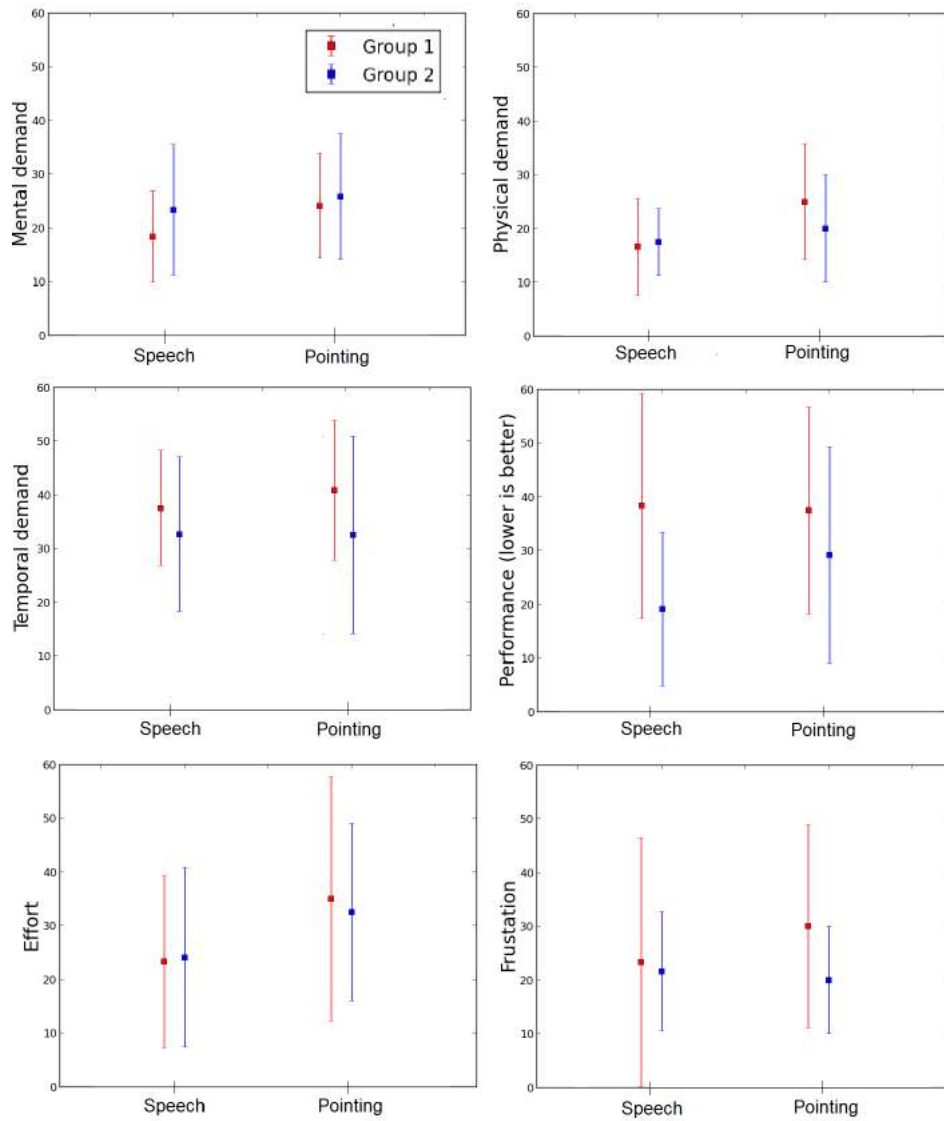 60
50
40
30
20
10
0
Mental demand
Group 1
Group 2
Speech
Pointing
60
50
40
30
20
10
0
Physical demand
Speech
Pointing
60
50
40
30
20
10
0
Temporal demand
Speech
Pointing
60
50
40
30
20
10
0
Performance (lower is better)
Speech
Pointing
60
50
40
30
20
10
0
Effort
Speech
Pointing
60
50
40
30
20
10
0
Frustation
Speech
Pointing